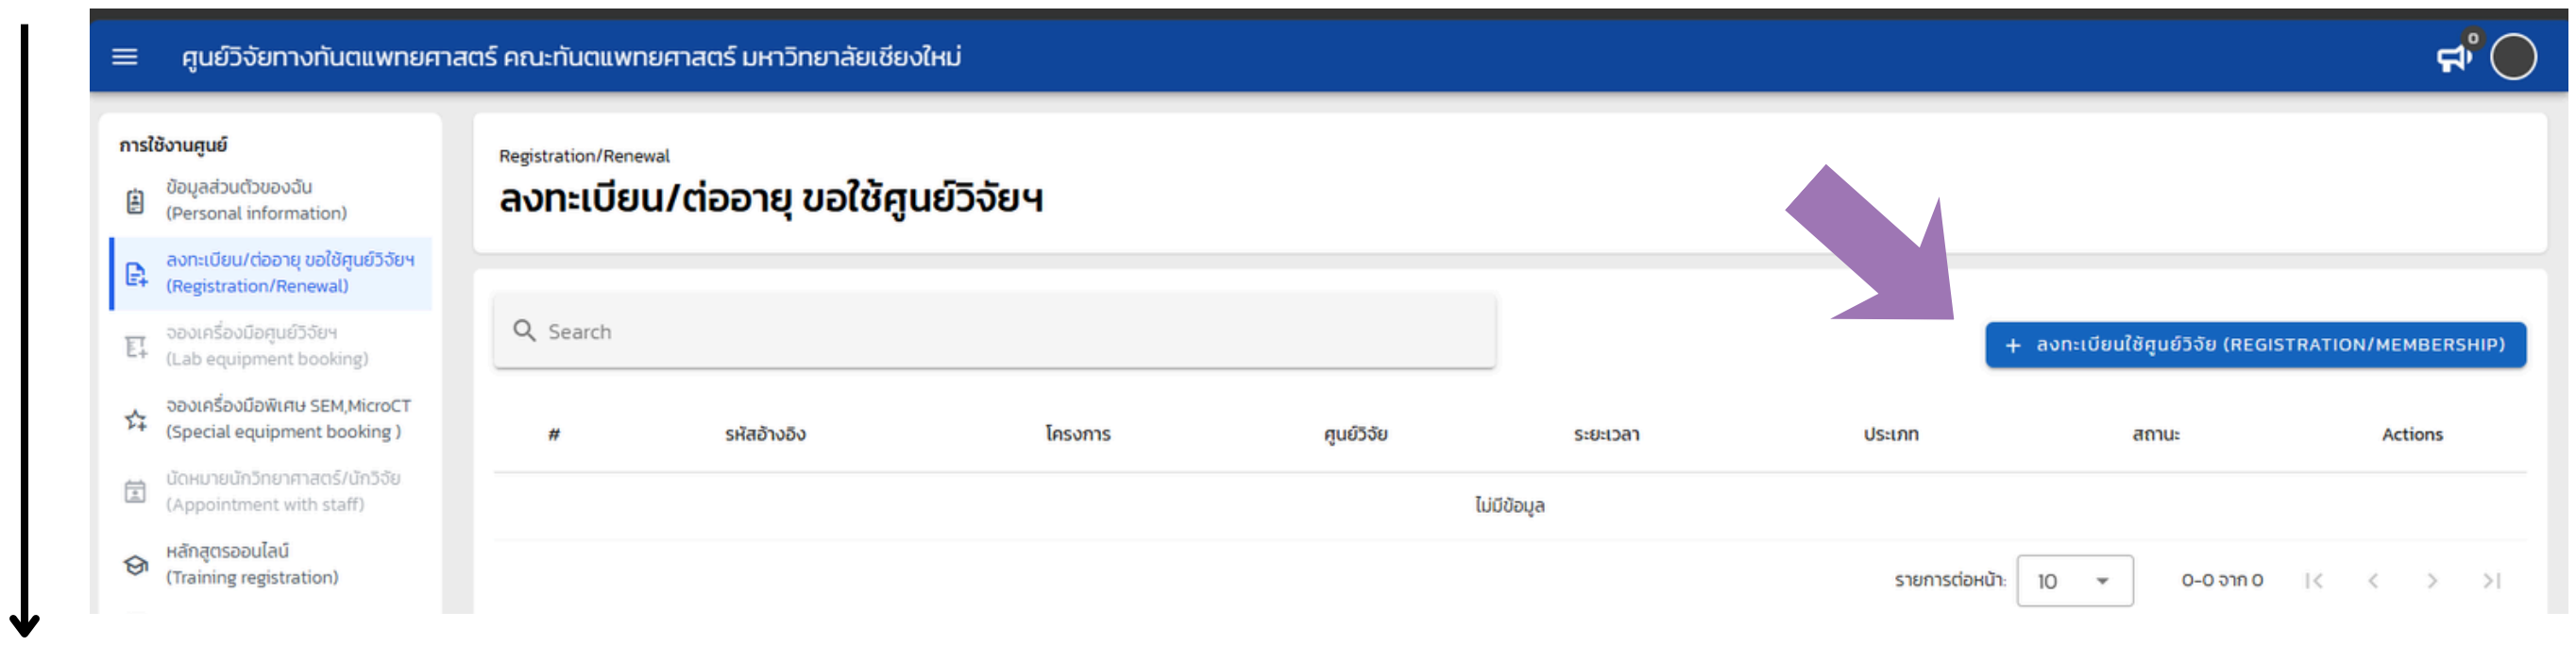 ศูนย์วิจัยทางทันตแพทยศาสตร์ คณะทันตแพทยศาสตร์ มหาวิทยาลัยเชียงใหม่
0
การใช้งานศูนย์
ข้อมูลส่วนตัวของฉัน
(Personal information)
ลงทะเบียน/ต่ออายุ ขอใช้ศูนย์วิจัยฯ
(Registration/Renewal)
จองเครื่องมือศูนย์วิจัยฯ
(Lab equipment booking)
จองเครื่องมือพิเศษ SEM,MicroCT
(Special equipment booking )
นัดหมายนักวิทยาศาสตร์/นักวิจัย
(Appointment with staff)
หลักสูตรออนไลน์
(Training registration)
Registration/Renewal
ลงทะเบียน/ต่ออายุ ขอใช้ศูนย์วิจัยฯ
Search
+ ลงทะเบียนใช้ศูนย์วิจัย (REGISTRATION/MEMBERSHIP)
# รหัสอ้างอิง โครงการ ศูนย์วิจัย ระยะเวลา ประเภท สถานะ Actions
ไม่มีข้อมูล
รายการต่อหน้า: 10 0-0 จาก 0